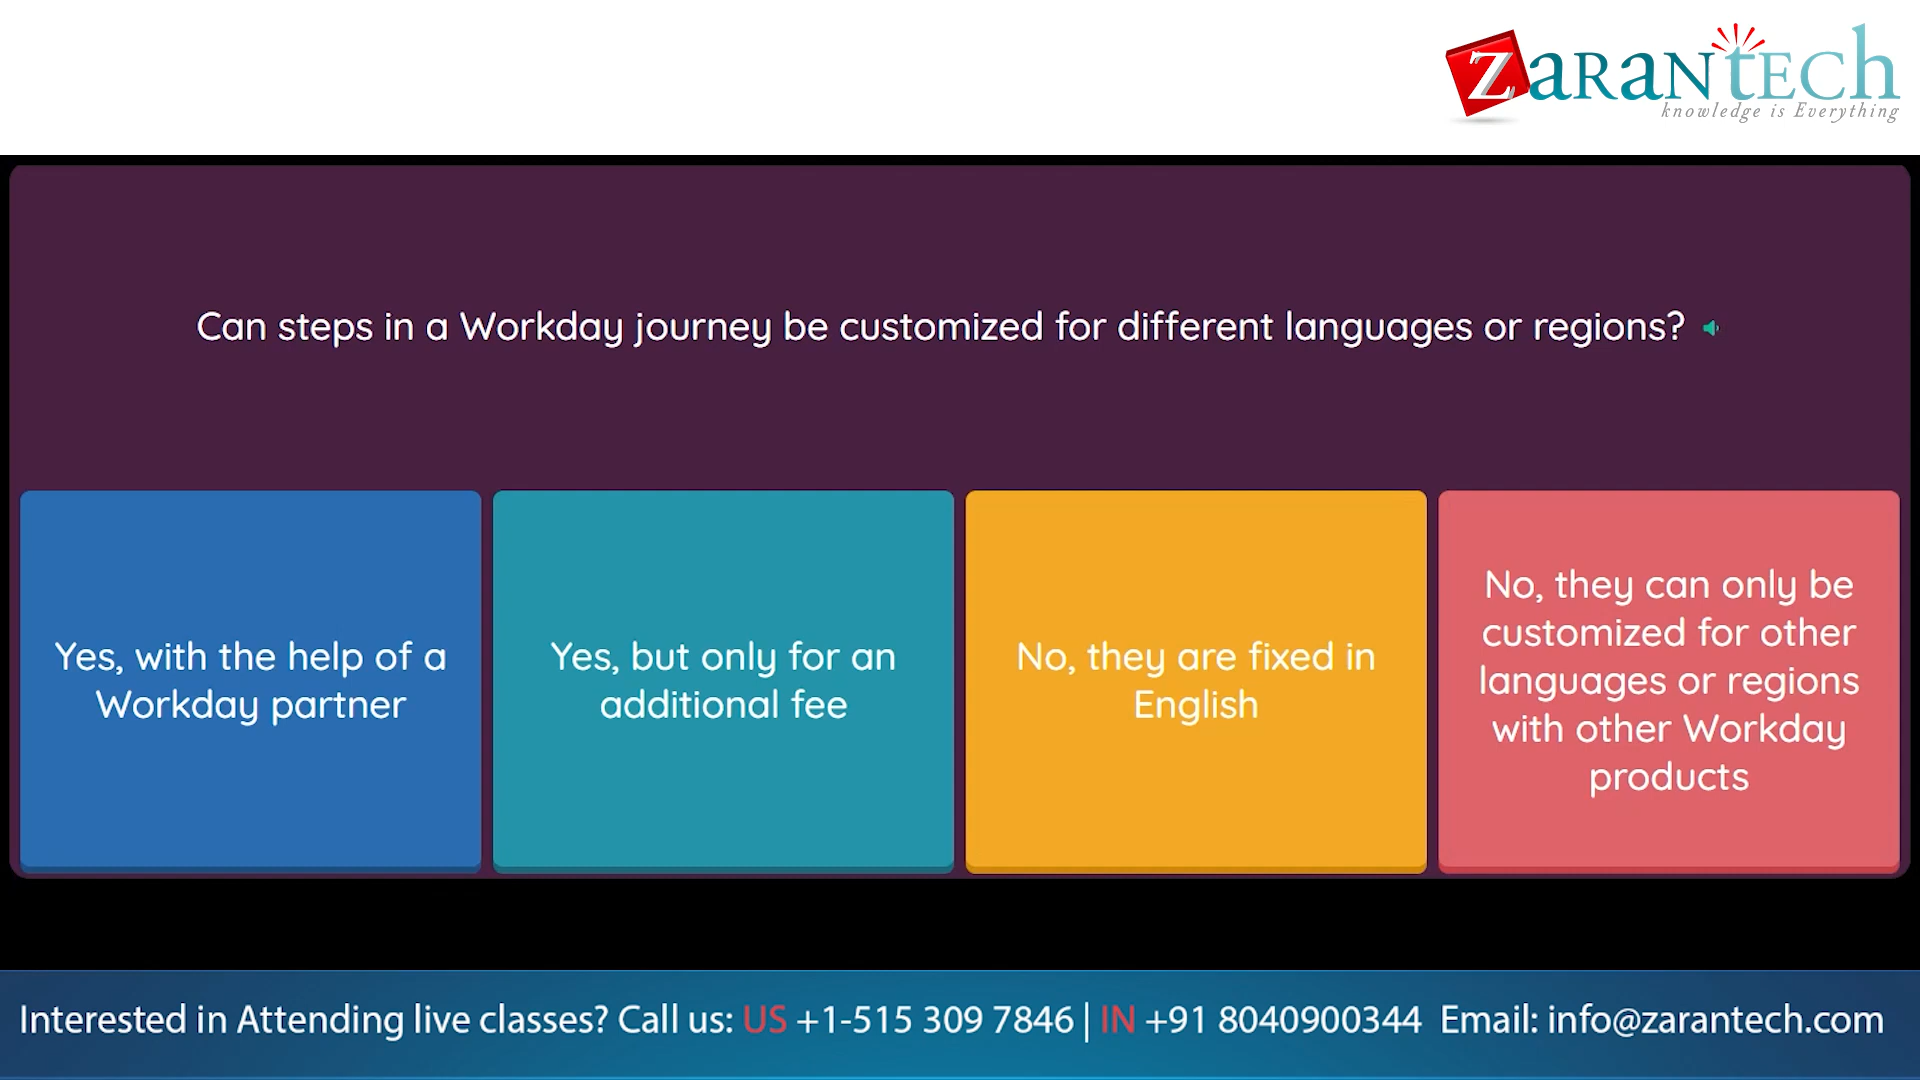 ZaranTech
knowledge is Everything
Can steps in a Workday journey be customized for different languages or regions?
Yes, with the help of a
Workday partner
Yes, but only for an
additional fee
No, they are fixed in
English
No, they can only be
customized for other
languages or regions
with other Workday
products
Interested in Attending live classes? Call us: US +1-515 309 7846 | IN +91 8040900344 Email: info@zarantech.com